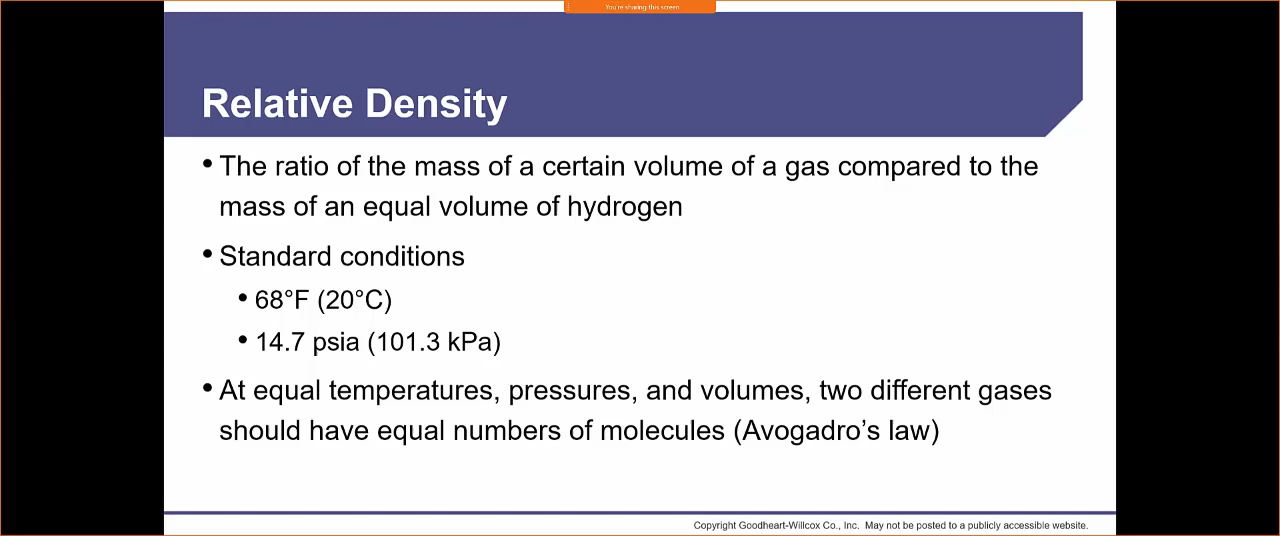 You're sharing this screen
Relative Density
• The ratio of the mass of a certain volume of a gas compared to the
mass of an equal volume of hydrogen
• Standard conditions
• 68°F (20°C)
• 14.7 psia (101.3 kPa)
• At equal temperatures, pressures, and volumes, two different gases
should have equal numbers of molecules (Avogadro’s law)
Copyright Goodheart-Willcox Co., Inc. May not be posted to a publicly accessible website.